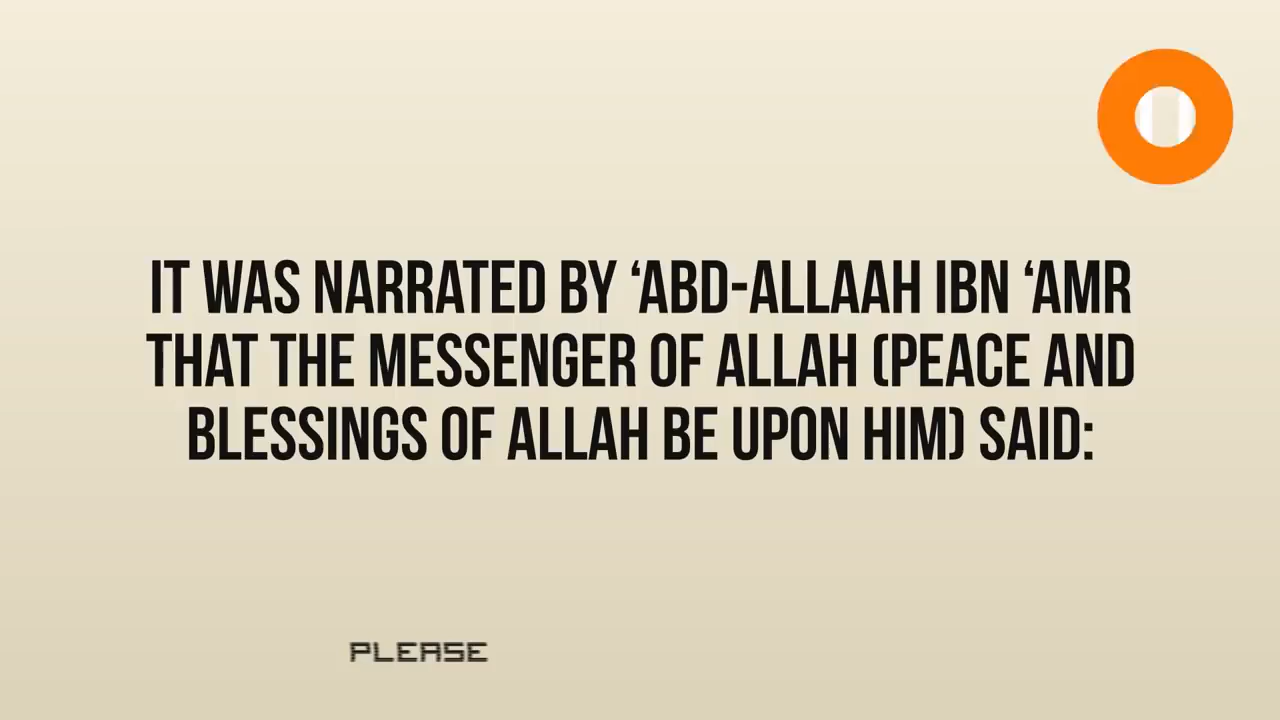 IT WAS NARRATED BY ‘ABD-ALLAAH IBN ‘AMR
THAT THE MESSENGER OF ALLAH (PEACE AND
BLESSINGS OF ALLAH BE UPON HIM) SAID:
PLEASE